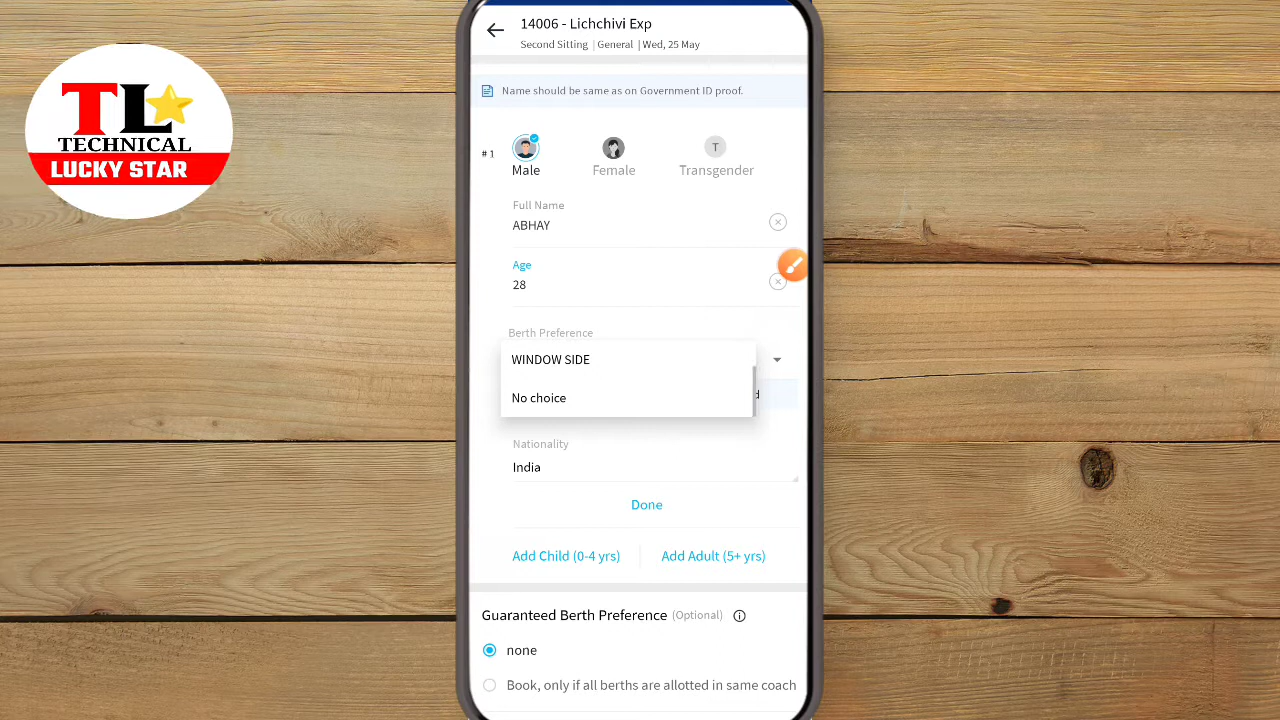 TL
TECHNICAL
LUCKY STAR
14006 - Lichchivi Exp
Second Sitting | General | Wed, 25 May
Name should be same as on Government ID proof.
# 1
Male
Female
T
Transgender
Full Name
ABHAY
Age
28
Berth Preference
WINDOW SIDE
No choice
d
Nationality
India
Done
Add Child (0-4 yrs)
Add Adult (5+ yrs)
Guaranteed Berth Preference (Optional)
none
Book, only if all berths are allotted in same coach